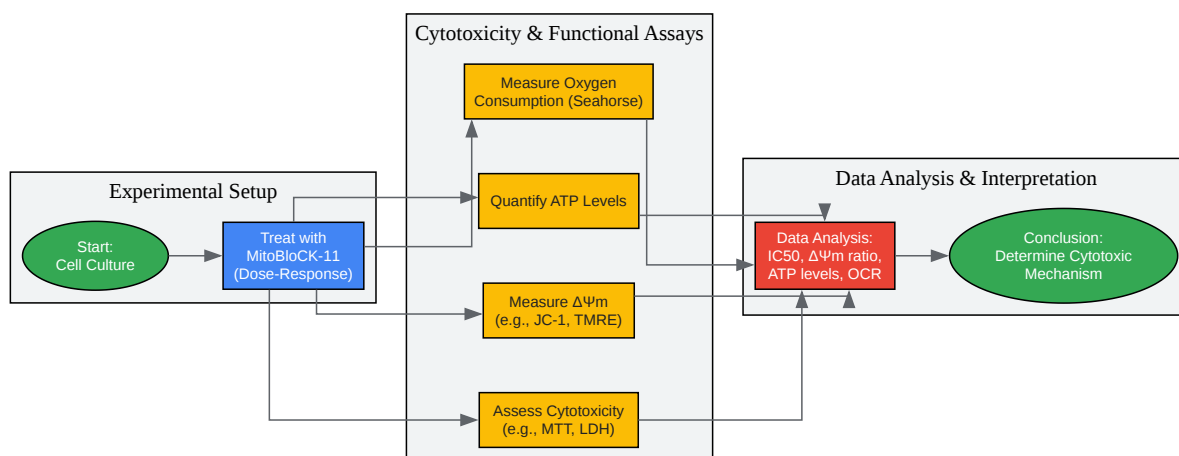 Experimental Setup
Start:
Cell Culture
Treat with
MitoBloCK-11
(Dose-Response)
Cytotoxicity & Functional Assays
Measure Oxygen
Consumption (Seahorse)
Quantify ATP Levels
Measure ΔΨm
(e.g., JC-1, TMRE)
Assess Cytotoxicity
(e.g., MTT, LDH)
Data Analysis & Interpretation
Data Analysis:
IC50, ΔΨm ratio,
ATP levels, OCR
Conclusion:
Determine Cytotoxic
Mechanism